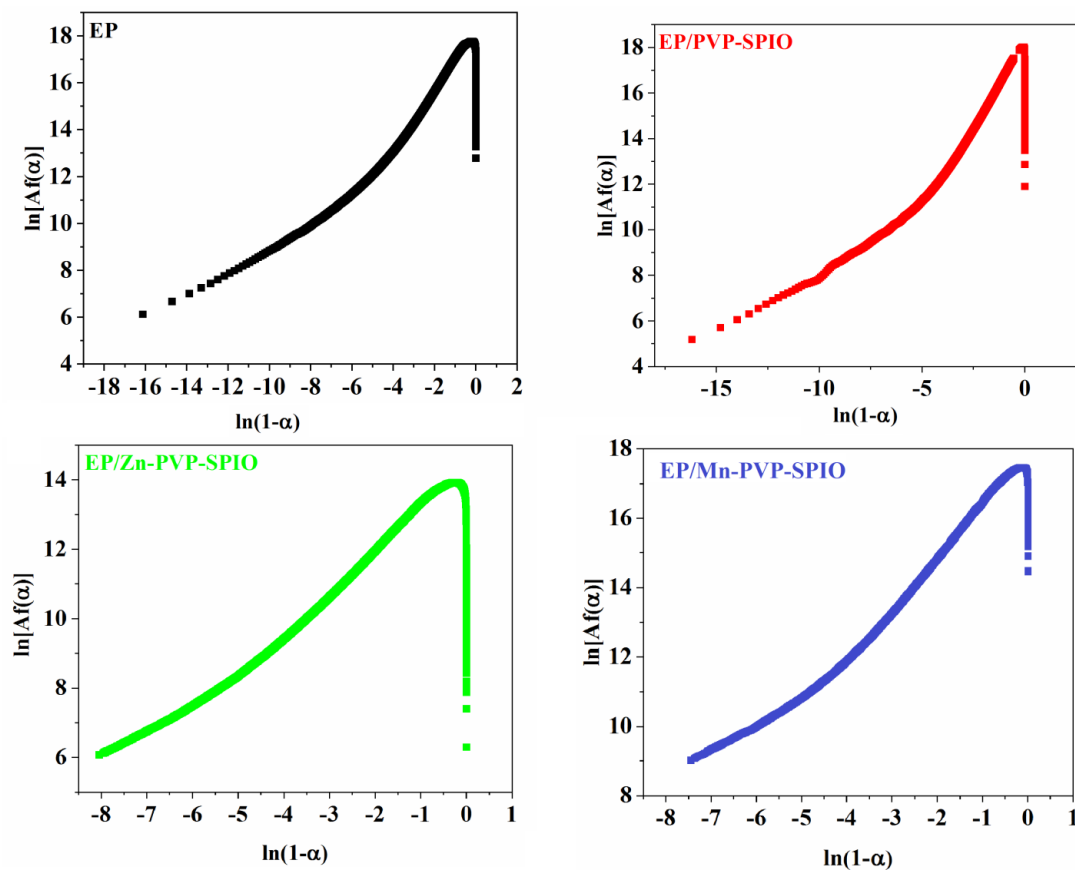 EP
ln[Af(α)]
18
16
14
12
10
8
6
4
-18 -16 -14 -12 -10 -8 -6 -4 -2 0 2
ln(1-α)
EP/PVP-SPIO
ln[Af(α)]
18
16
14
12
10
8
6
4
-15 -10 -5 0
ln(1-α)
EP/Zn-PVP-SPIO
ln[Af(α)]
14
12
10
8
6
-8 -7 -6 -5 -4 -3 -2 -1 0 1
ln(1-α)
EP/Mn-PVP-SPIO
ln[Af(α)]
18
16
14
12
10
8
-8 -7 -6 -5 -4 -3 -2 -1 0 1
ln(1-α)